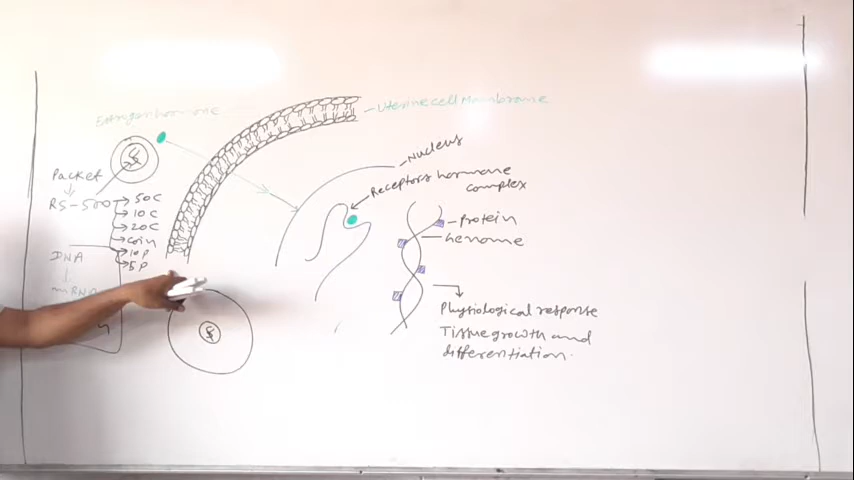 Estrogen hormone
Uterine cell Membrane
Nucleus
Receptors hormone
complex
Packet
RS-500
50C
10C
20C
coin
10P
5P
DNA
mRNA
protein
Genome
Physiological response
Tissue growth and
differentiation.